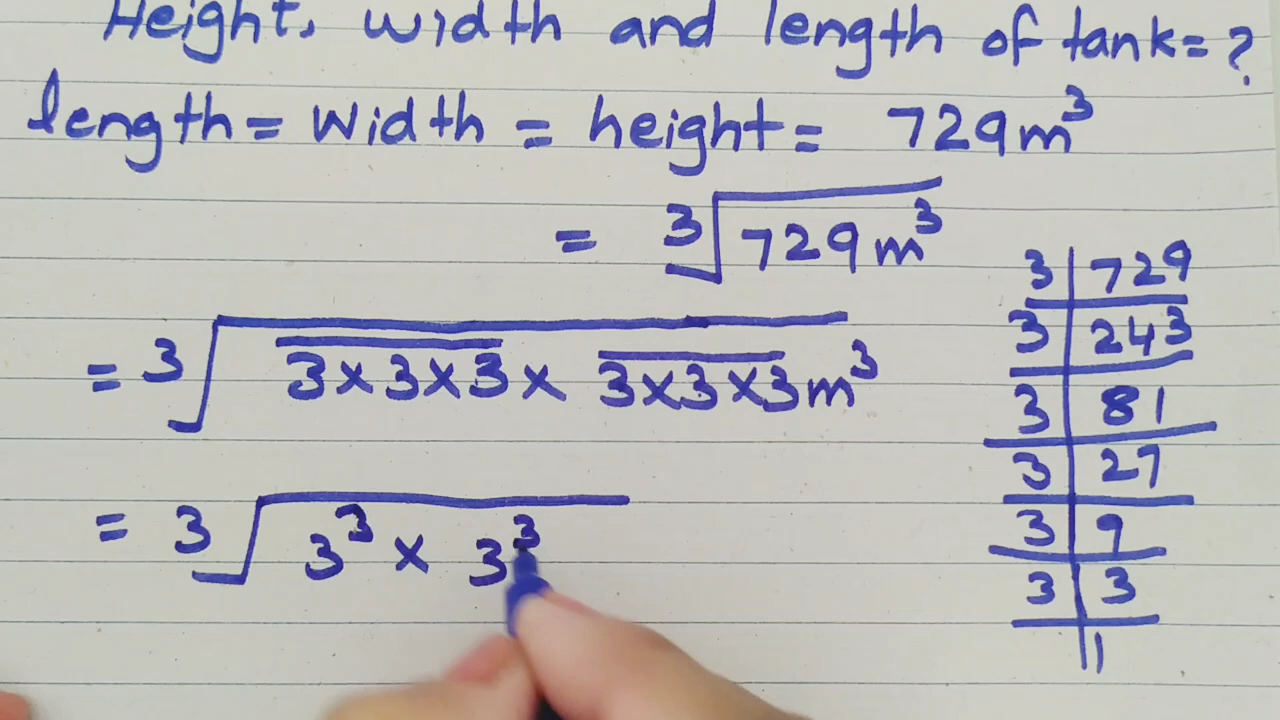 Height, width and length of tank = ?
length = width = height = 729m³
= ³√729m³
= ³√3×3×3 × 3×3×3m³
= ³√3³ × 3³
3 | 729
3 | 243
3 | 81
3 | 27
3 | 9
3 | 3
| 1